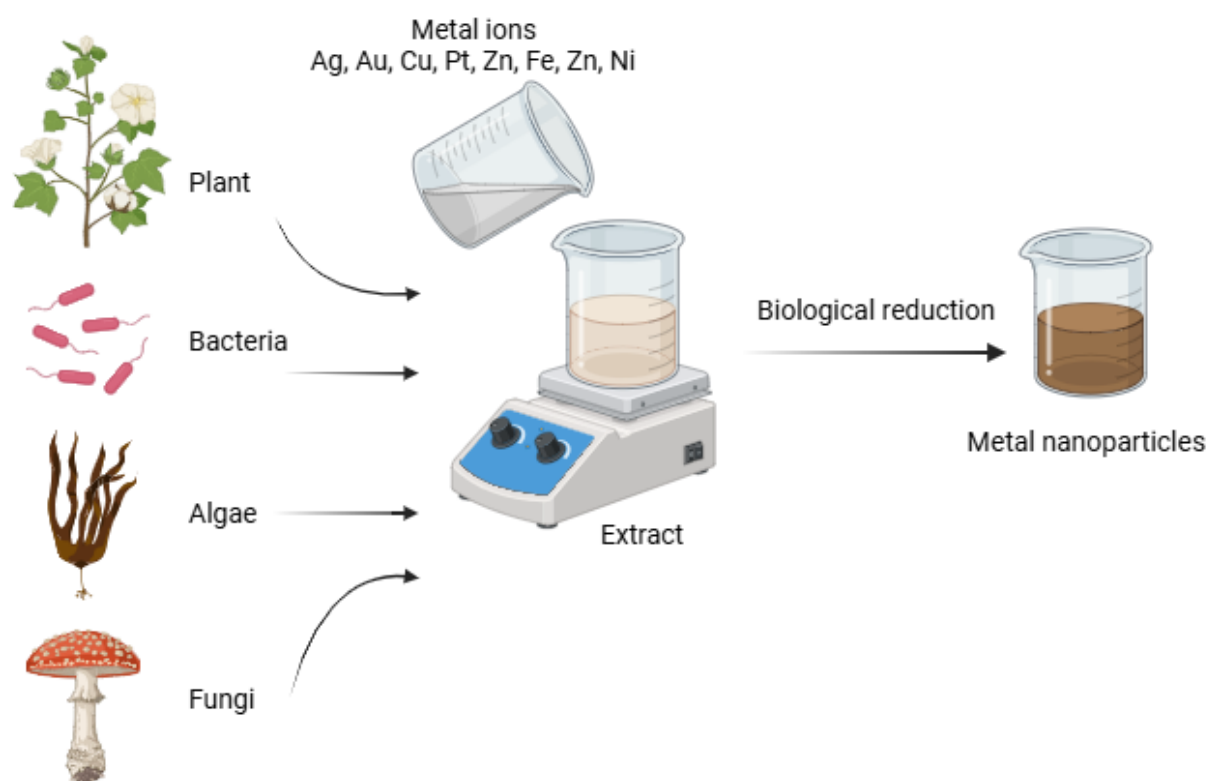 Metal ions
Ag, Au, Cu, Pt, Zn, Fe, Zn, Ni
Plant
Bacteria
Algae
Fungi
Extract
Biological reduction
Metal nanoparticles